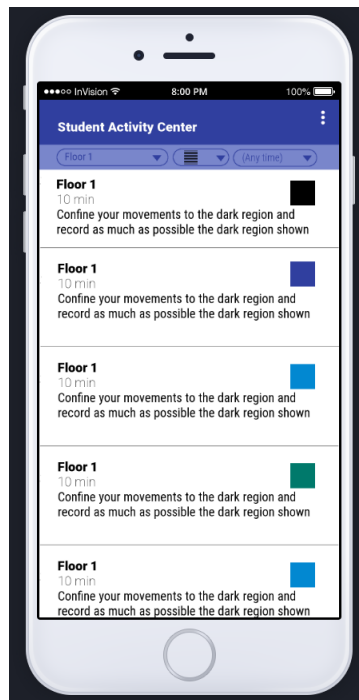 InVision 8:00 PM 100%
Student Activity Center
Floor 1 (Any time)
Floor 1
10 min
Confine your movements to the dark region and
record as much as possible the dark region shown
Floor 1
10 min
Confine your movements to the dark region and
record as much as possible the dark region shown
Floor 1
10 min
Confine your movements to the dark region and
record as much as possible the dark region shown
Floor 1
10 min
Confine your movements to the dark region and
record as much as possible the dark region shown
Floor 1
10 min
Confine your movements to the dark region and
record as much as possible the dark region shown